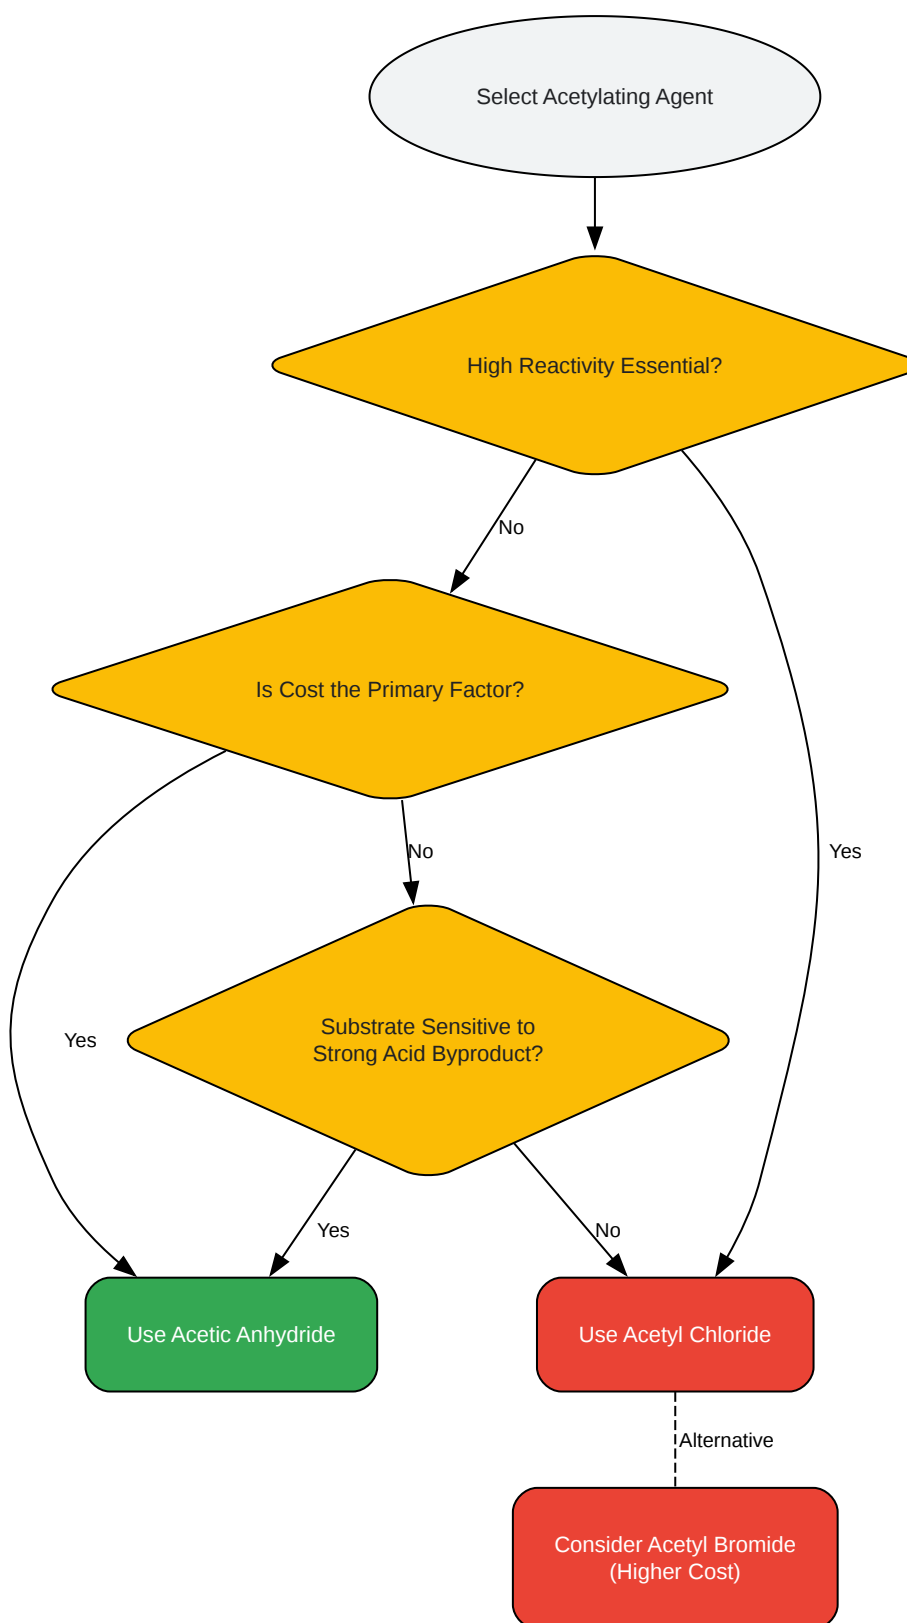 Select Acetylating Agent
High Reactivity Essential?
No
Is Cost the Primary Factor?
No
Yes
Substrate Sensitive to
Strong Acid Byproduct?
Yes
Yes
No
Use Acetic Anhydride
Use Acetyl Chloride
Alternative
Consider Acetyl Bromide
(Higher Cost)